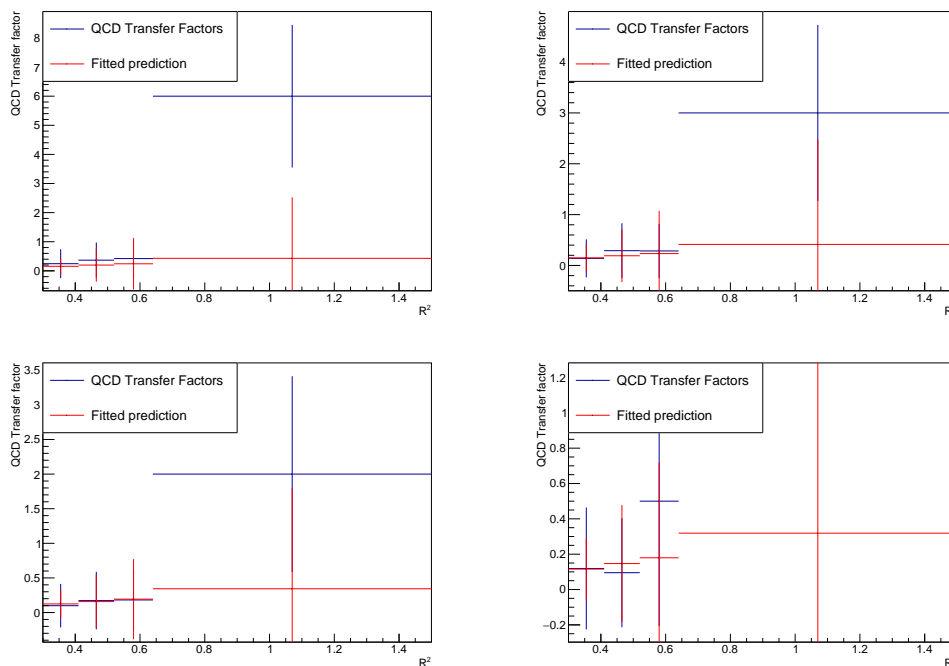 QCD Transfer factor
8
7
6
5
4
3
2
1
0
QCD Transfer Factors
Fitted prediction
0.4 0.6 0.8 1 1.2 1.4
R²
QCD Transfer factor
4
3
2
1
0
QCD Transfer Factors
Fitted prediction
0.4 0.6 0.8 1 1.2 1.4
R
QCD Transfer factor
3.5
3
2.5
2
1.5
1
0.5
0
QCD Transfer Factors
Fitted prediction
0.4 0.6 0.8 1 1.2 1.4
R²
QCD Transfer factor
1.2
1
0.8
0.6
0.4
0.2
0
−0.2
QCD Transfer Factors
Fitted prediction
0.4 0.6 0.8 1 1.2 1.4
R